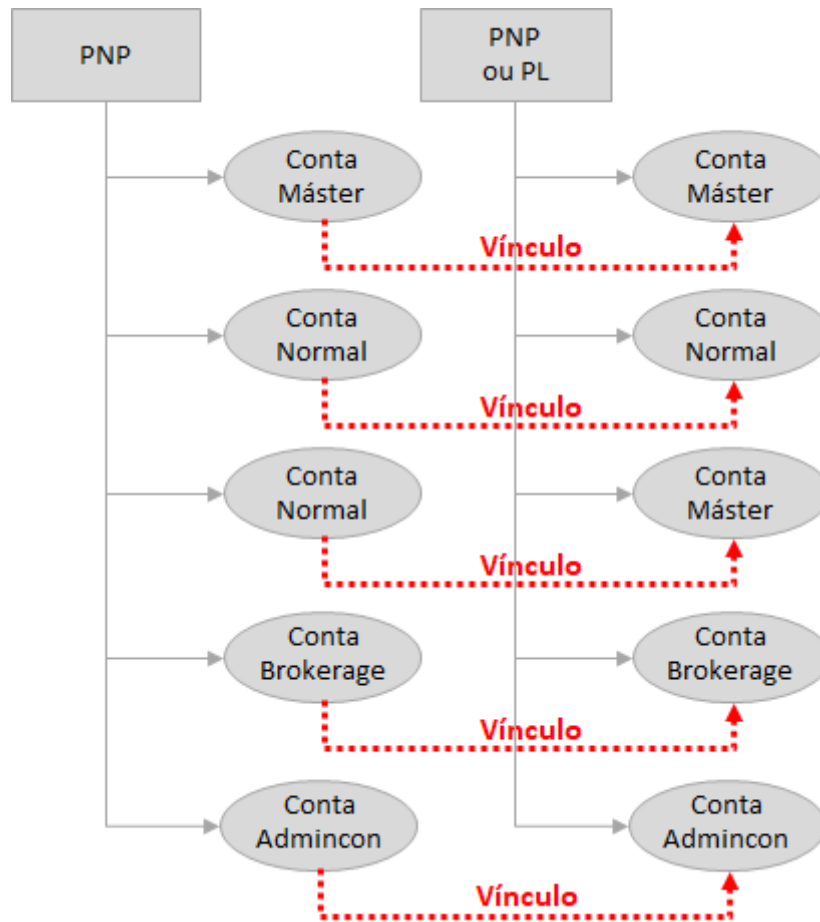 PNP
PNP
ou PL
Conta
Máster
Conta
Máster
Vínculo
Conta
Normal
Conta
Normal
Vínculo
Conta
Normal
Conta
Máster
Vínculo
Conta
Brokerage
Conta
Brokerage
Vínculo
Conta
Admincon
Conta
Admincon
Vínculo